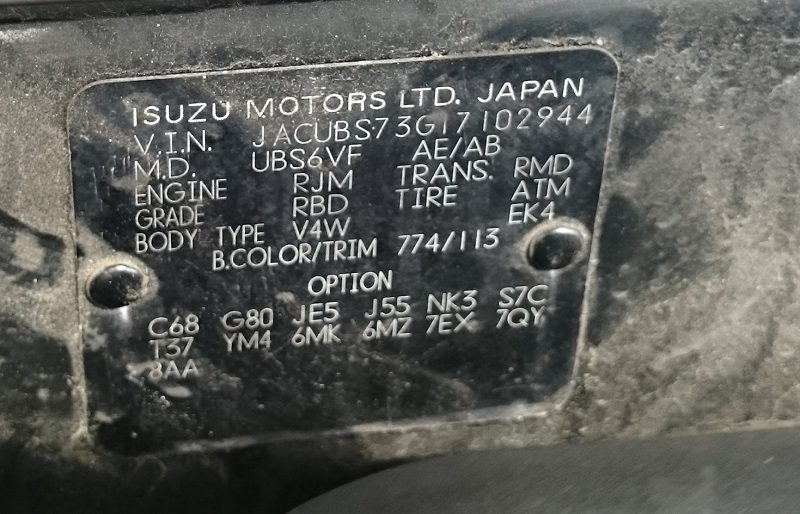 ISUZU MOTORS LTD. JAPAN
V.I.N. JACUBS73G17102944
M.D. UBS6VF AE/AB
ENGINE RJM TRANS. RMD
GRADE RBD TIRE ATM
BODY TYPE V4W EK4
B.COLOR/TRIM 774/113
OPTION
C68 G80 JE5 J55 NK3 S7C
T37 YM4 6MK 6MZ 7EX 7QY
8AA